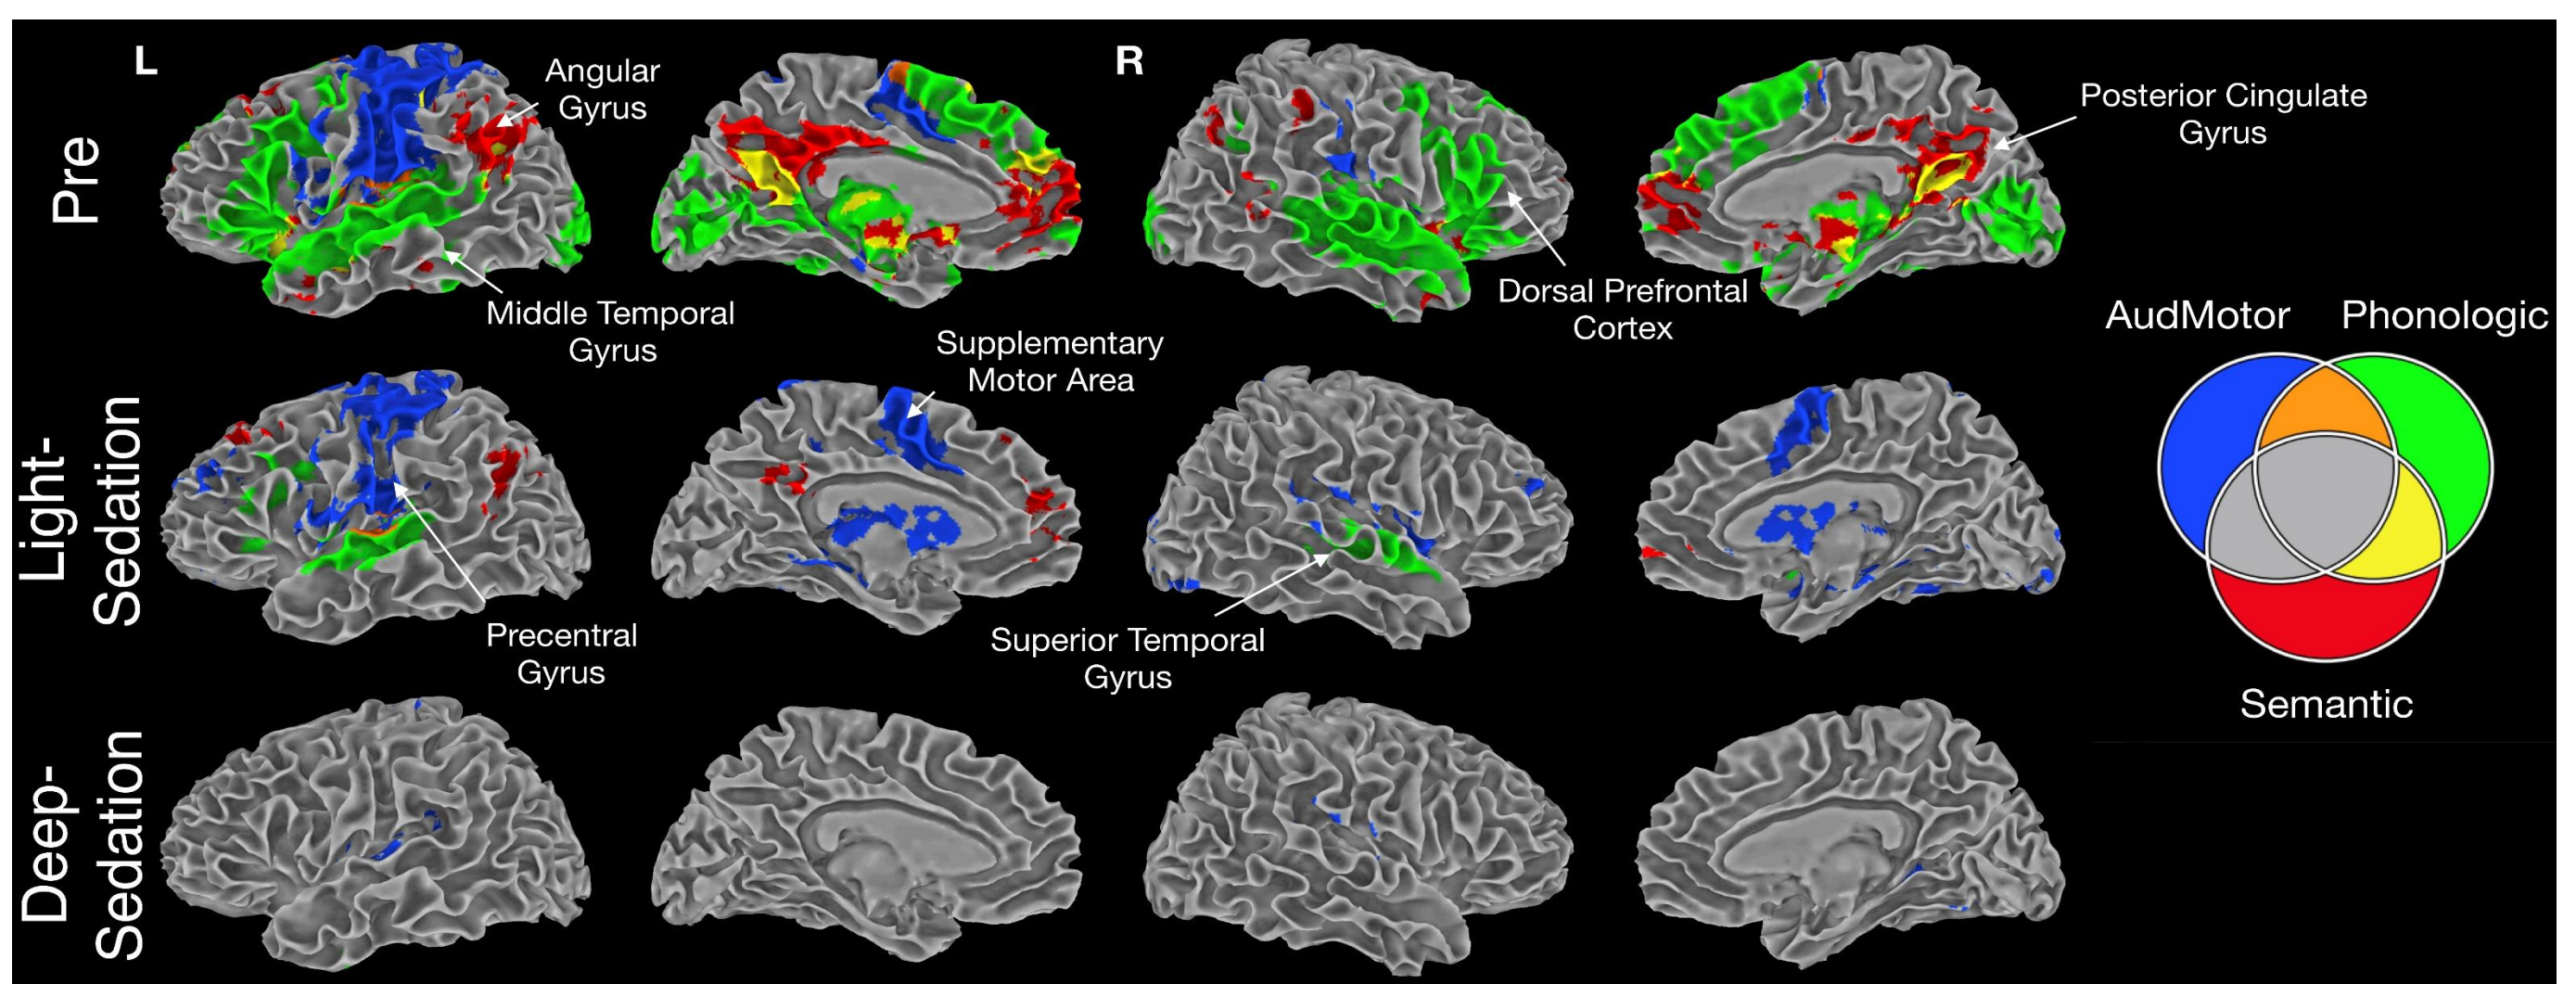 L
R
Pre
Angular
Gyrus
Posterior Cingulate
Gyrus
Middle Temporal
Gyrus
Dorsal Prefrontal
Cortex
AudMotor
Phonologic
Semantic
Light-
Sedation
Supplementary
Motor Area
Precentral
Gyrus
Superior Temporal
Gyrus
Deep-
Sedation